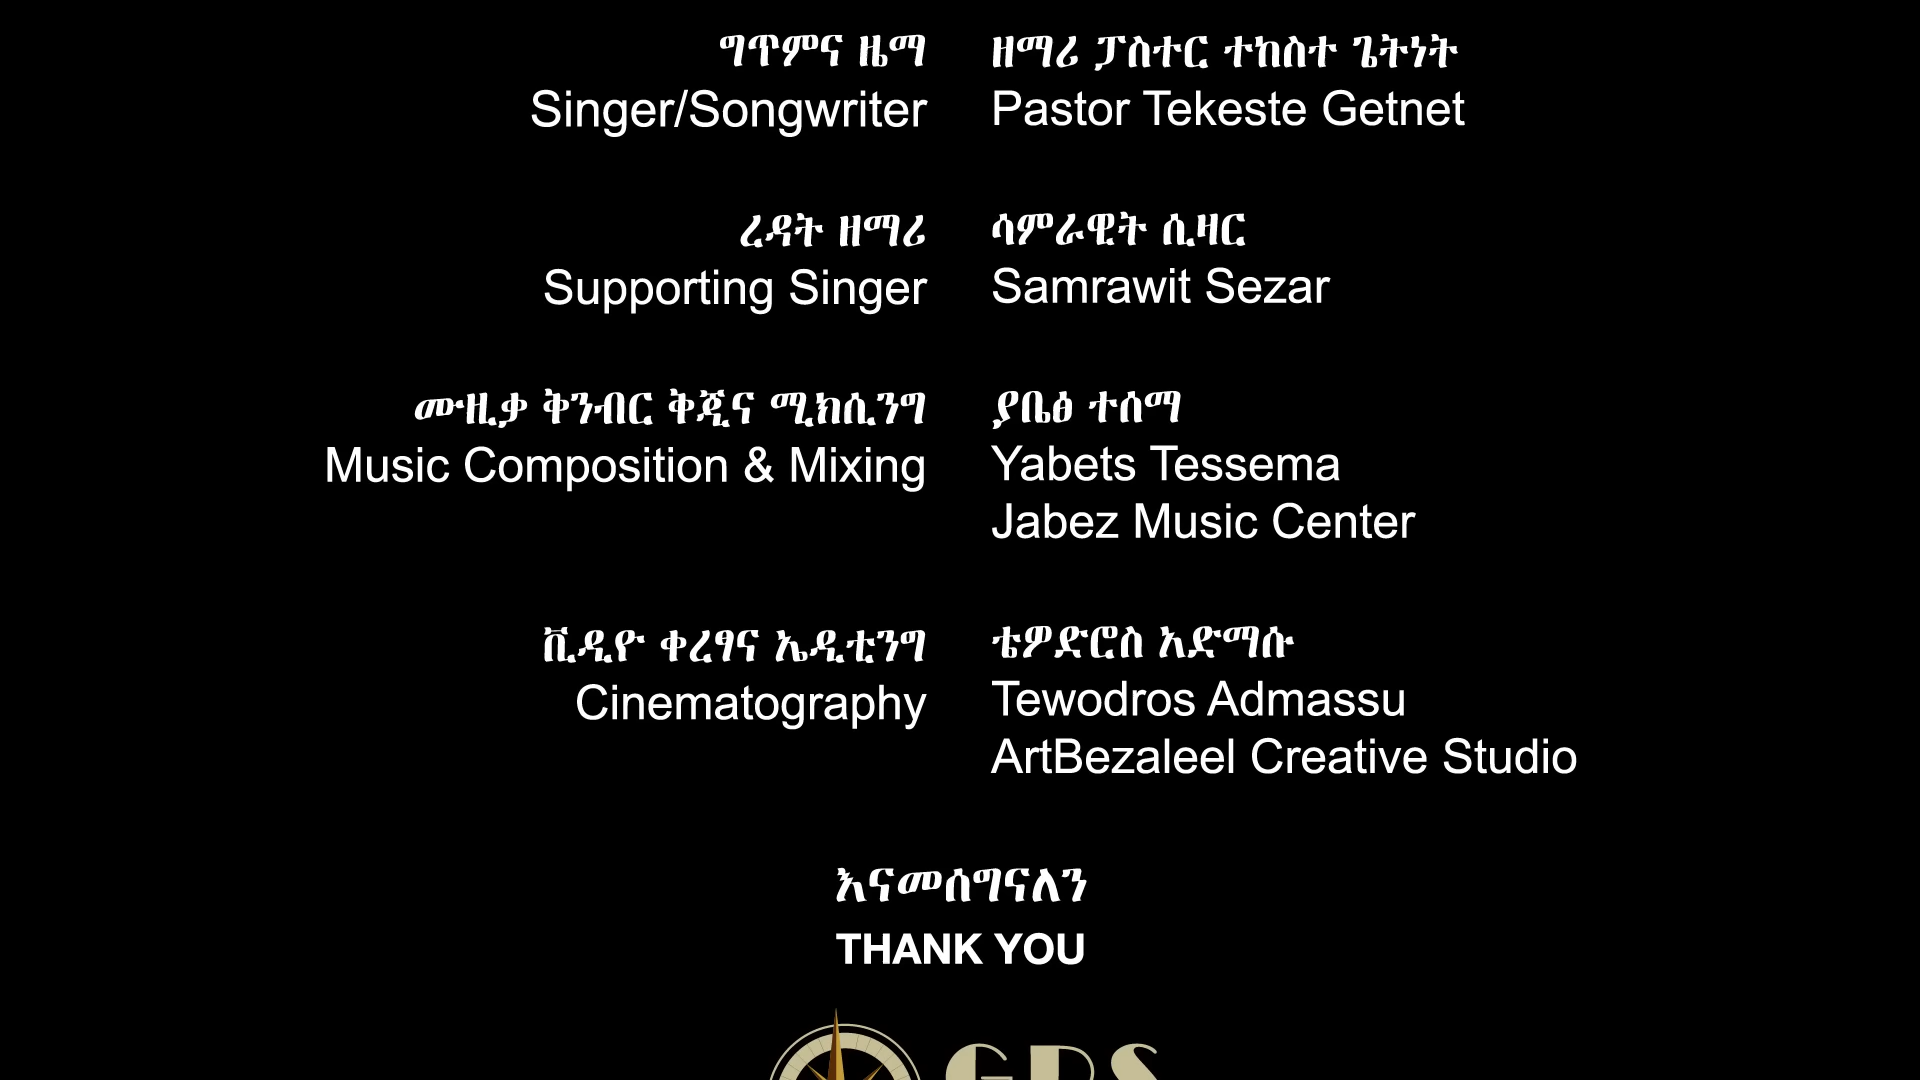 ግጥምና ዜማ
Singer/Songwriter
ዘማሪ ፓስተር ተከስተ ጌትነት
Pastor Tekeste Getnet
ረዳት ዘማሪ
Supporting Singer
ሳምራዊት ሲዛር
Samrawit Sezar
ሙዚቃ ቅንብር ቅጂና ሚክሲንግ
Music Composition & Mixing
ያቤፅ ተሰማ
Yabets Tessema
Jabez Music Center
ቪዲዮ ቀረፃና ኤዲቲንግ
Cinematography
ቴዎድሮስ አድማሱ
Tewodros Admassu
ArtBezaleel Creative Studio
እናመሰግናለን
THANK YOU